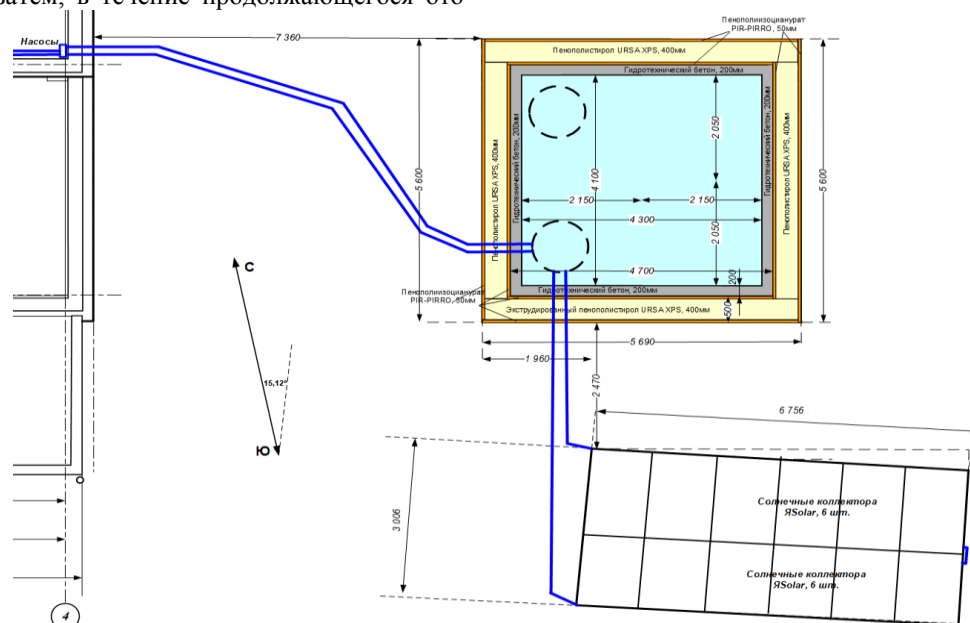 затем, в течение продолжающегося ото
Насосы
7 360
Пенополиизоцианурат
PIR-PIRRO, 50мм
Пенополистирол URSA XPS, 400мм
Гидротехнический бетон, 200мм
Гидротехнический бетон, 200мм
Гидротехнический бетон, 200мм
Пенополистирол URSA XPS, 400мм
Пенополистирол URSA XPS, 400мм
5 600
5 600
4 100
2 050
2 150
2 150
4 300
2 050
4 700
200
500
С
Пенополиизоцианурат
PIR-PIRRO, 50мм
Гидротехнический бетон, 200мм
Экструдированный пенополистирол URSA XPS, 400мм
5 690
1 960
2 470
15,12°
Ю
6 756
3 006
Солнечные коллектора
ЯSolar, 6 шт.
Солнечные коллектора
ЯSolar, 6 шт.
4